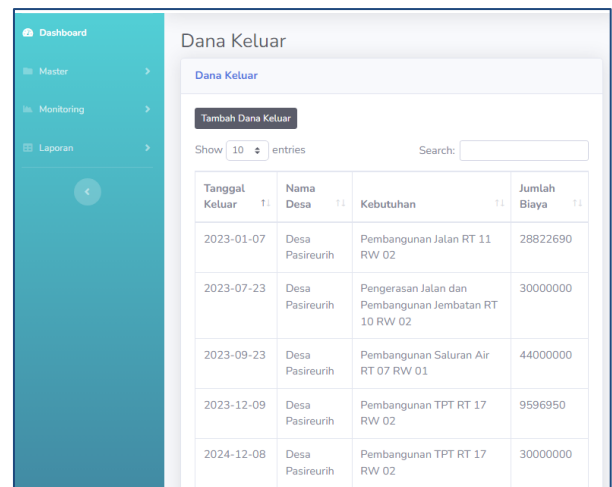 Dashboard
Master
Monitoring
Laporan
Dana Keluar
Dana Keluar
Tambah Dana Keluar
Show 10 entries Search:
Tanggal Keluar Nama Desa Kebutuhan Jumlah Biaya
2023-01-07 Desa Pasireurih Pembangunan Jalan RT 11 RW 02 28822690
2023-07-23 Desa Pasireurih Pengerasan Jalan dan Pembangunan Jembatan RT 10 RW 02 30000000
2023-09-23 Desa Pasireurih Pembangunan Saluran Air RT 07 RW 01 44000000
2023-12-09 Desa Pasireurih Pembangunan TPT RT 17 RW 02 9596950
2024-12-08 Desa Pasireurih Pembangunan TPT RT 17 RW 02 30000000